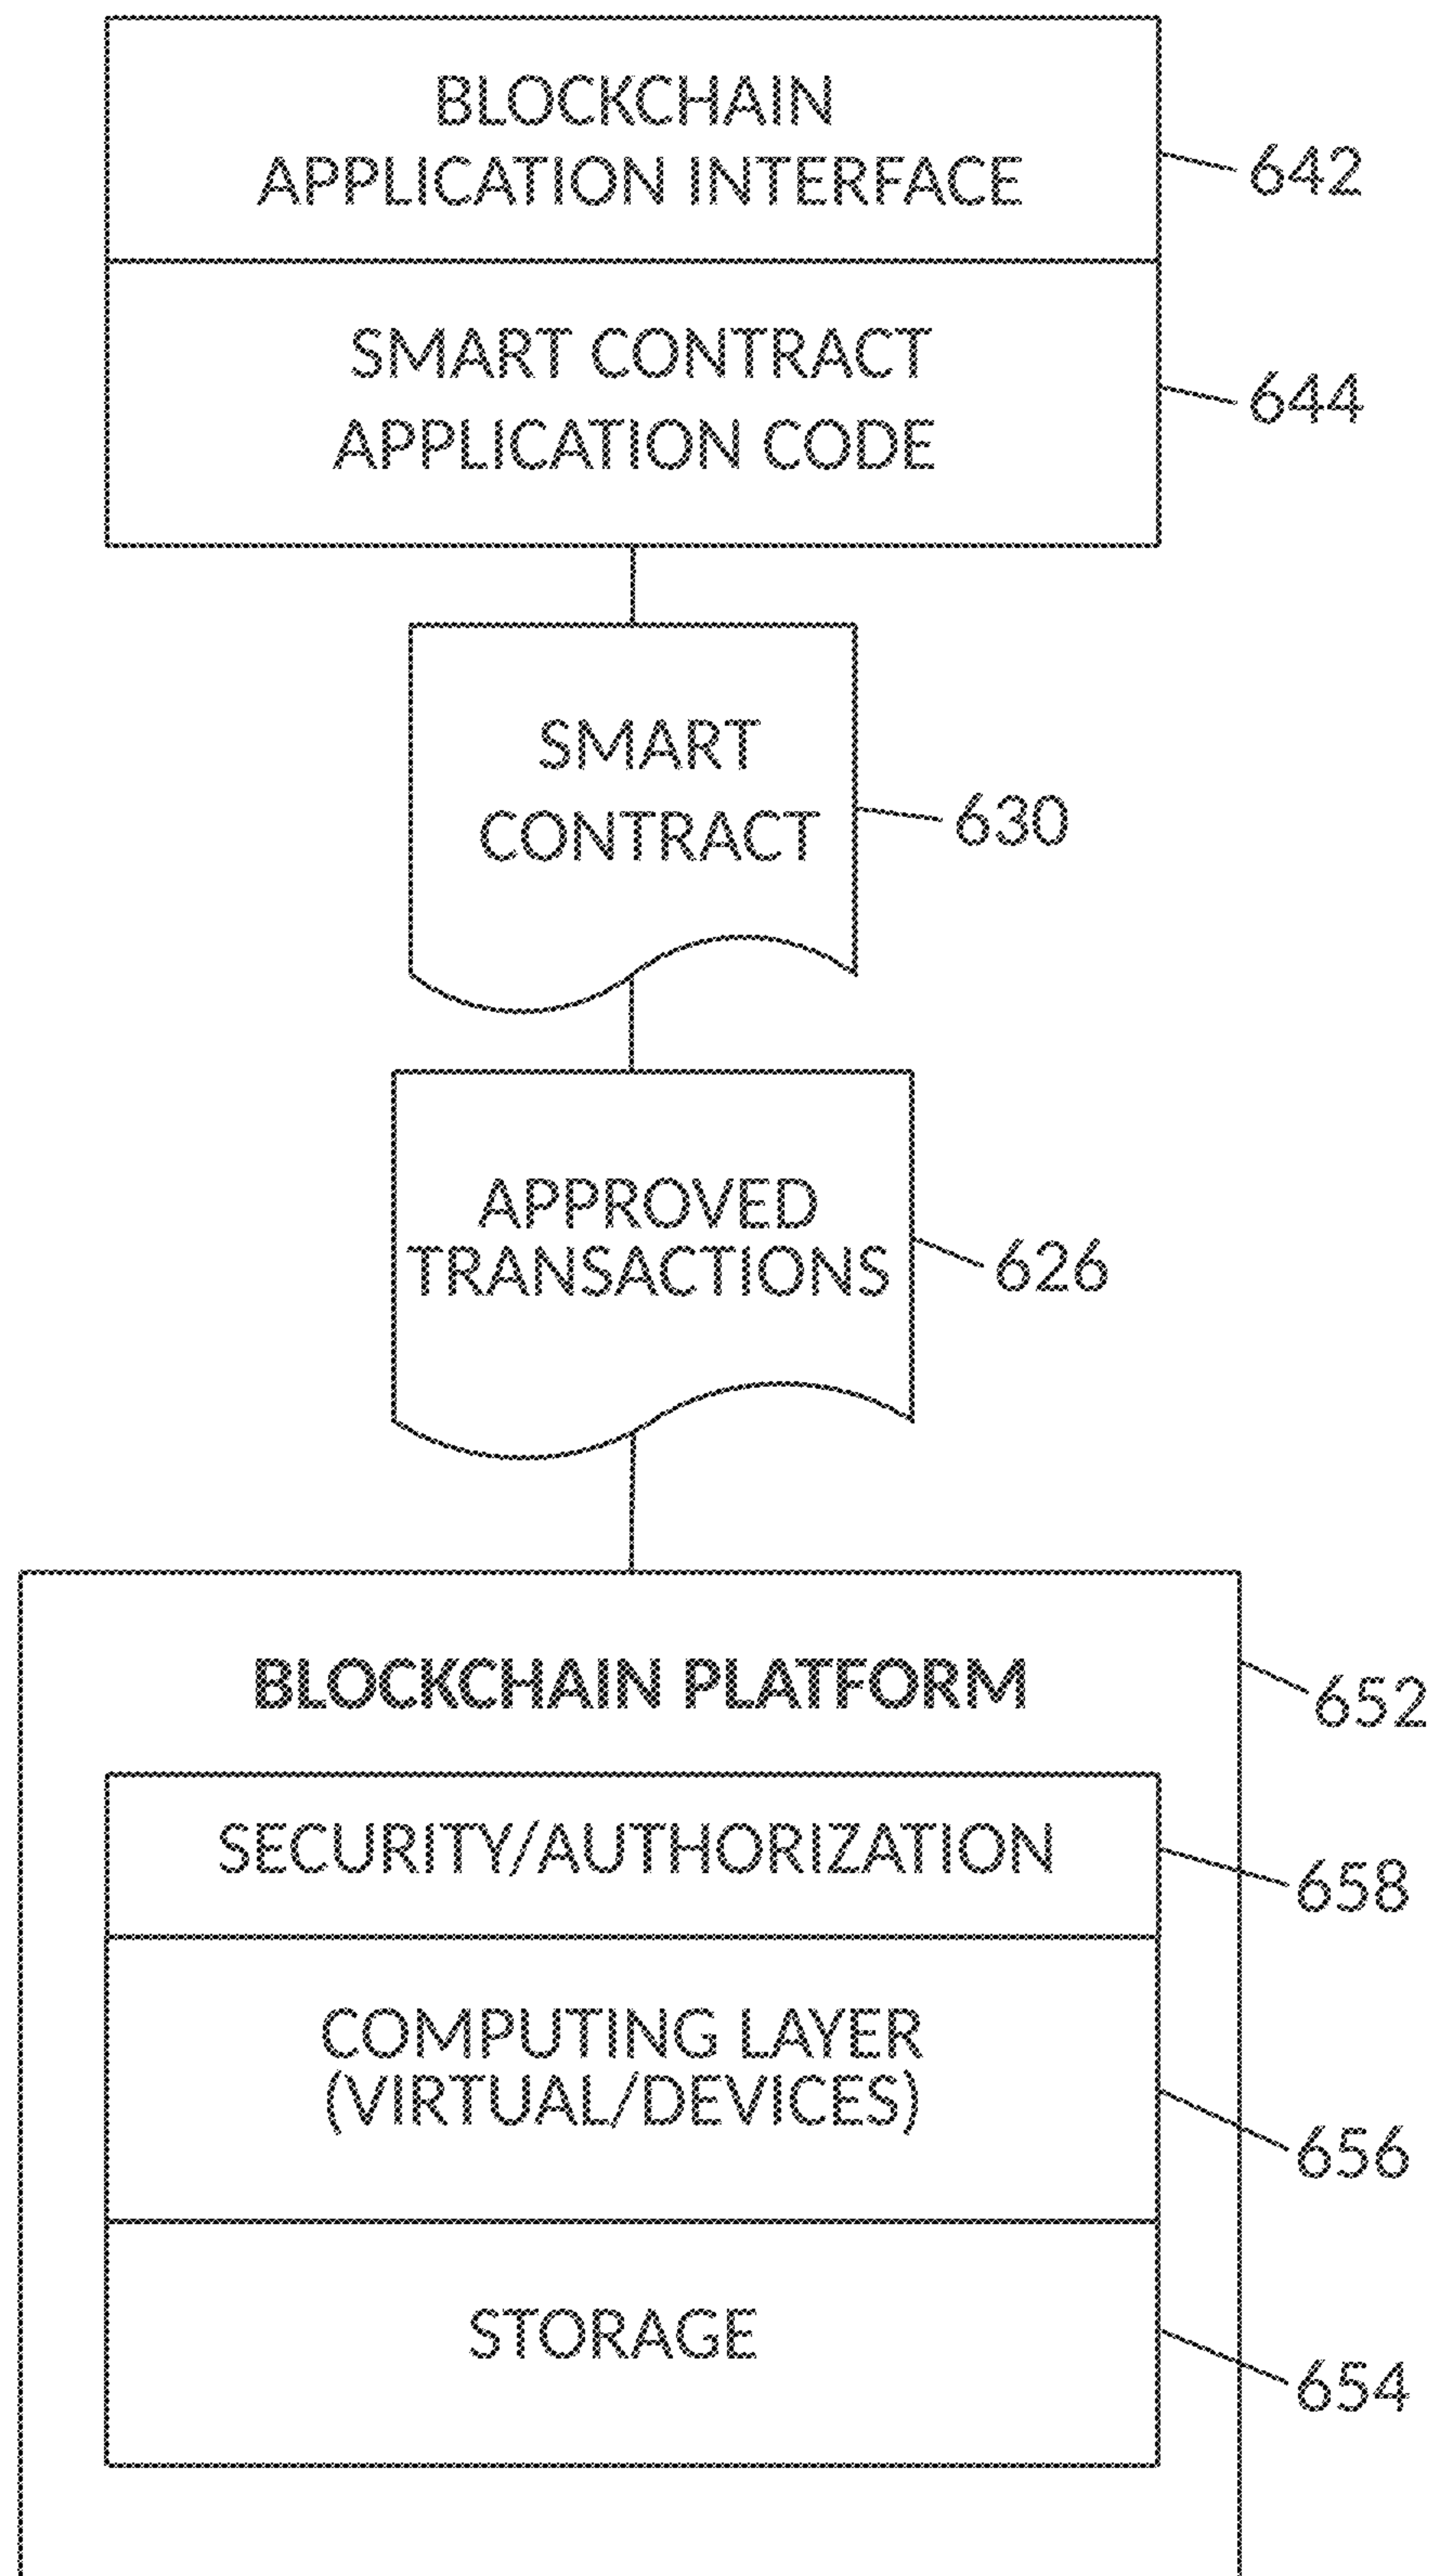 BLOCKCHAIN
APPLICATION INTERFACE
642
SMART CONTRACT
APPLICATION CODE
644
SMART
CONTRACT
630
APPROVED
TRANSACTIONS
626
BLOCKCHAIN PLATFORM
652
SECURITY/AUTHORIZATION
658
COMPUTING LAYER
(VIRTUAL/DEVICES)
656
STORAGE
654